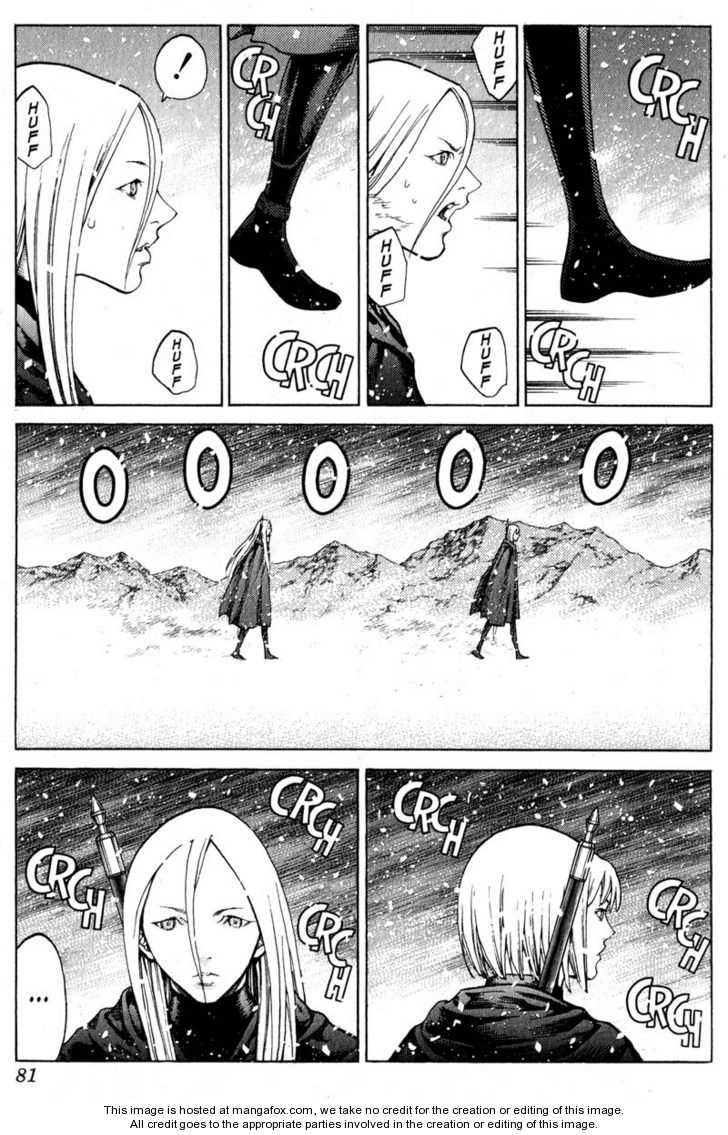 CRCH
CRCH
HUFF
HUFF
HUFF
CRCH
CRCH
!
HUFF
HUFF
OOOOO
CRCH
CRCH
CRCH
CRCH
CRCH
CRCH
...
81
This image is hosted at mangafox.com, we take no credit for the creation or editing of this image.
All credit goes to the appropriate parties involved in the creation or editing of this image.